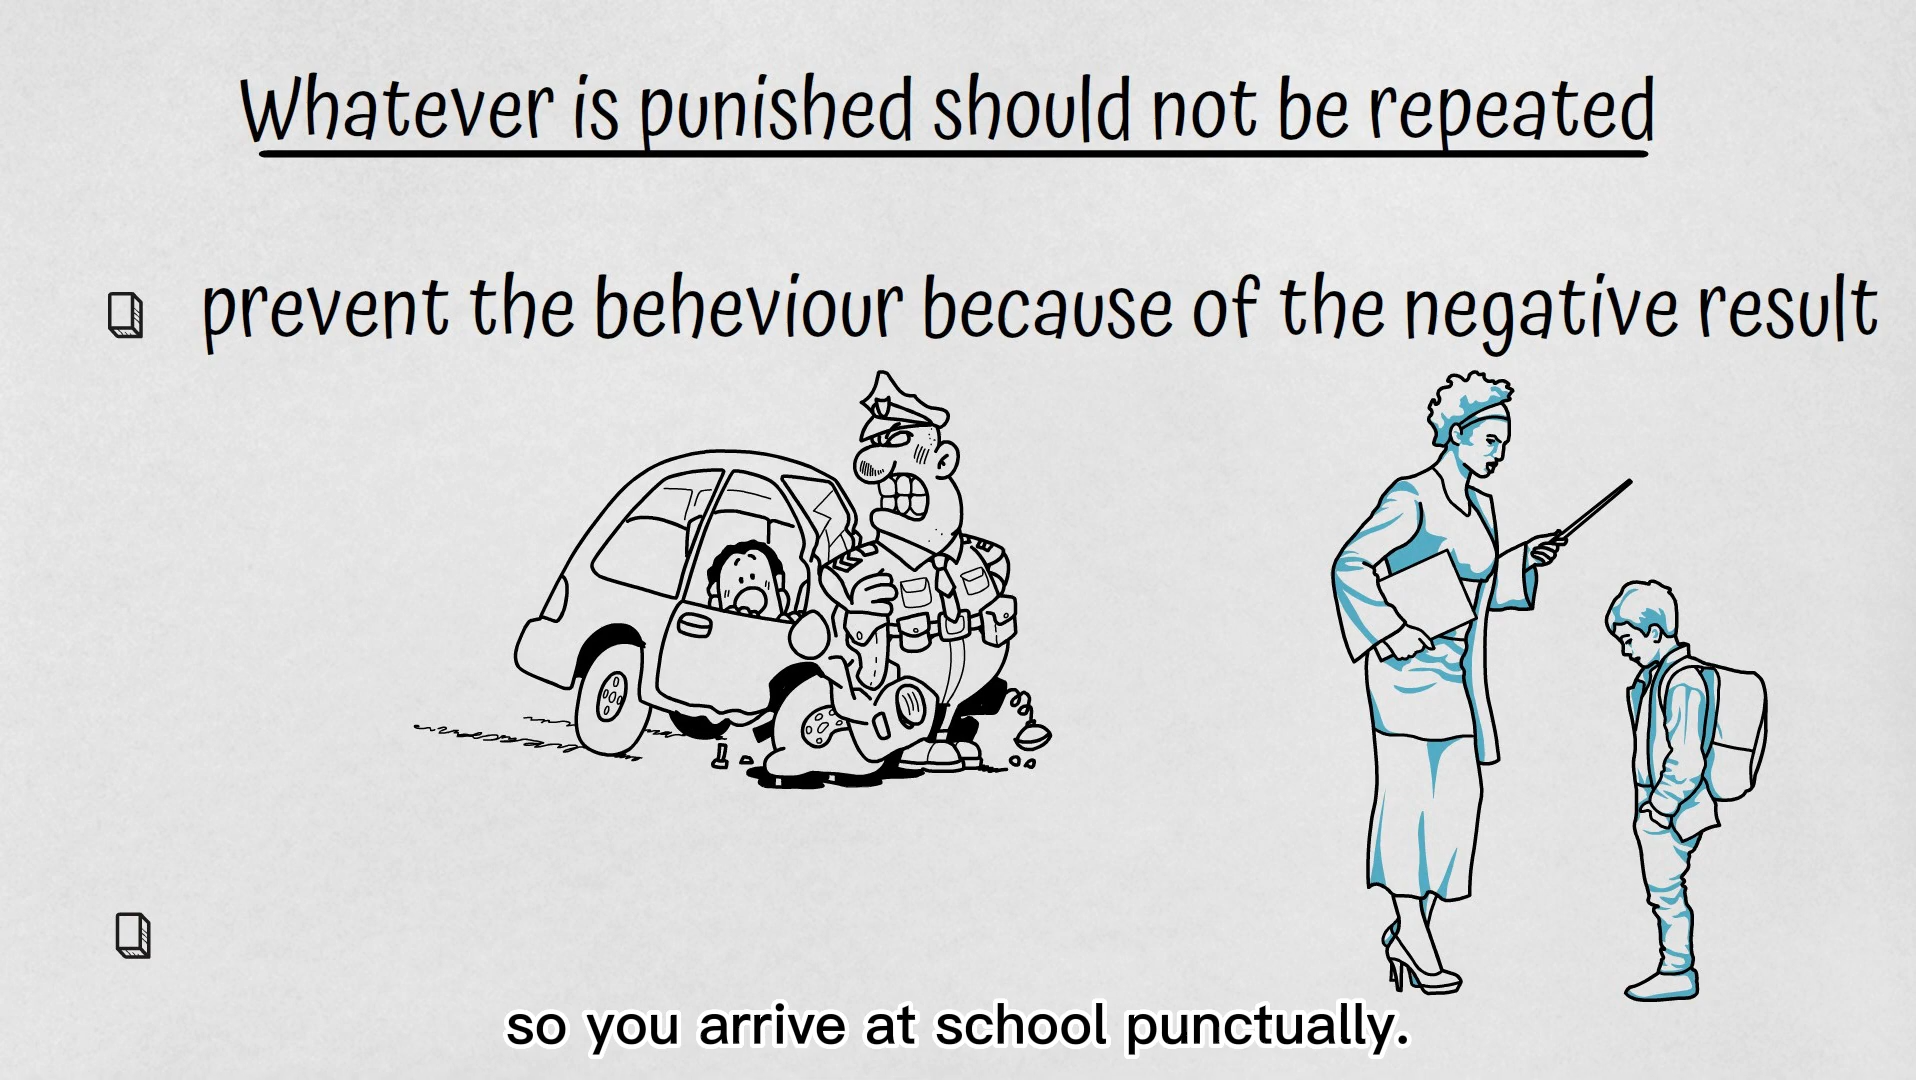 Whatever is punished should not be repeated
prevent the beheviour because of the negative result
so you arrive at school punctually.